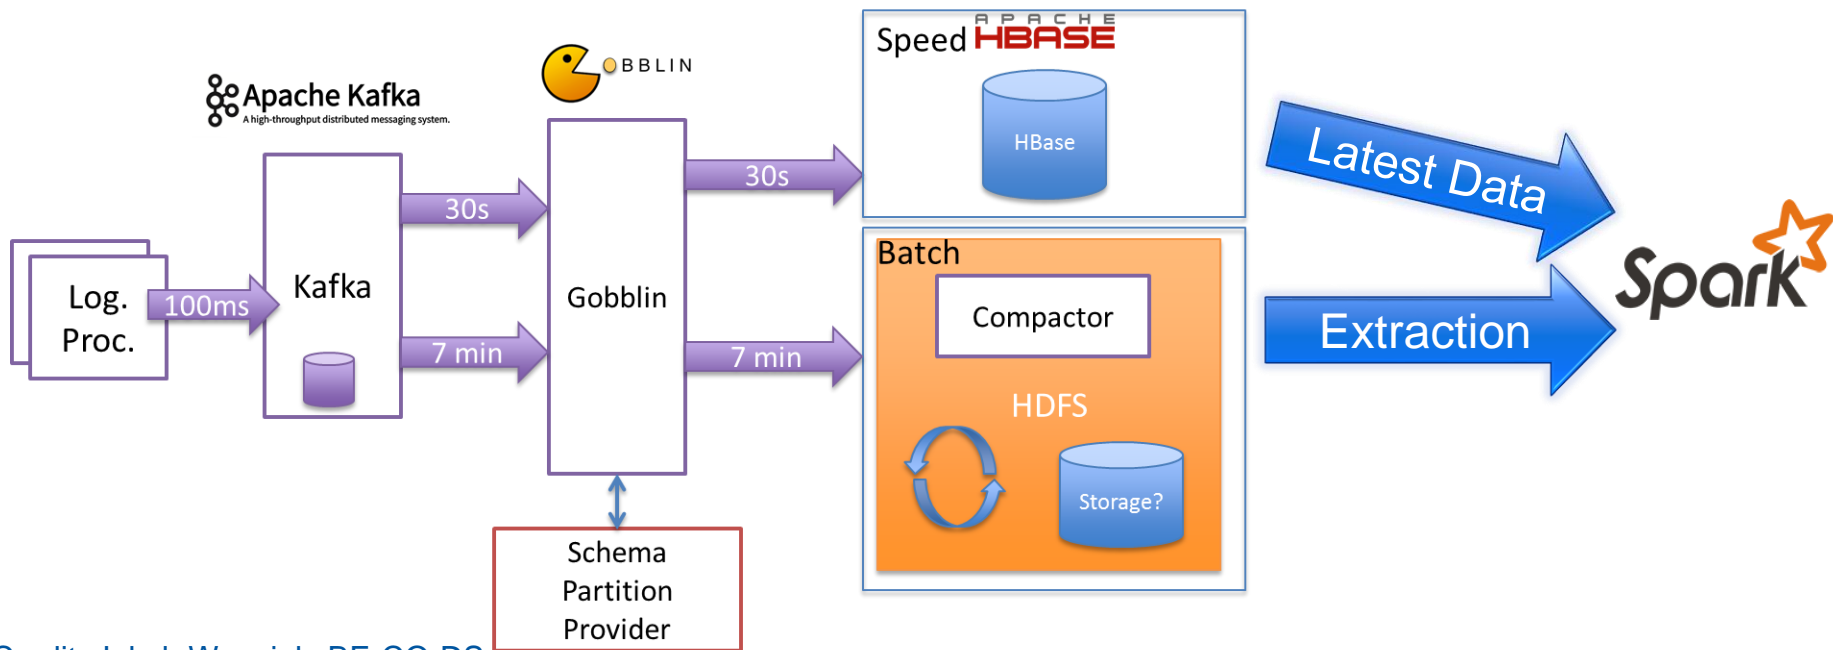 Apache Kafka
A high-throughput distributed messaging system.
OBBLIN
Speed
APACHE
HBASE
HBase
Latest Data
Log.
Proc.
100ms
Kafka
30s
7 min
Gobblin
30s
7 min
Batch
Compactor
HDFS
Storage?
Extraction
Spark
Schema
Partition
Provider